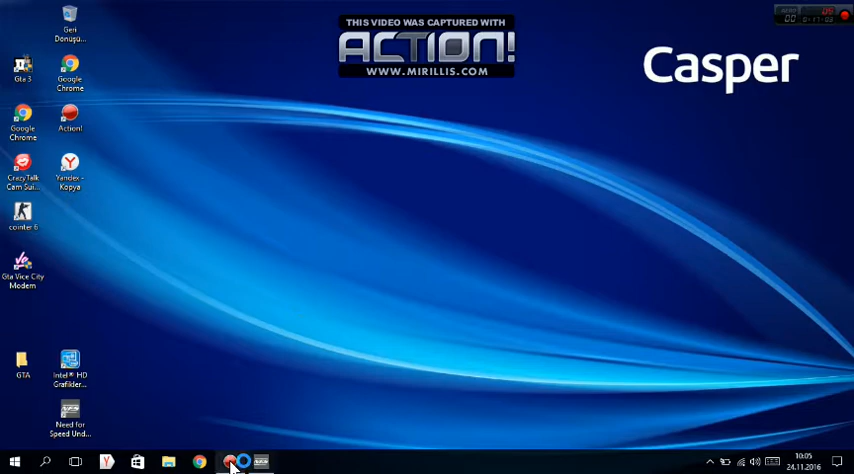 THIS VIDEO WAS CAPTURED WITH
ACTION!
WWW.MIRILLIS.COM
Casper
Geri
Dönüşü...
Gta 3
Google
Chrome
Google
Chrome
Action!
CrazyTalk
Cam Sui...
Yandex -
Kopya
cointer 6
Gta Vice City
Modern
GTA
Intel® HD
Grafikler...
Need for
Speed Und...
10:05
24.11.2016